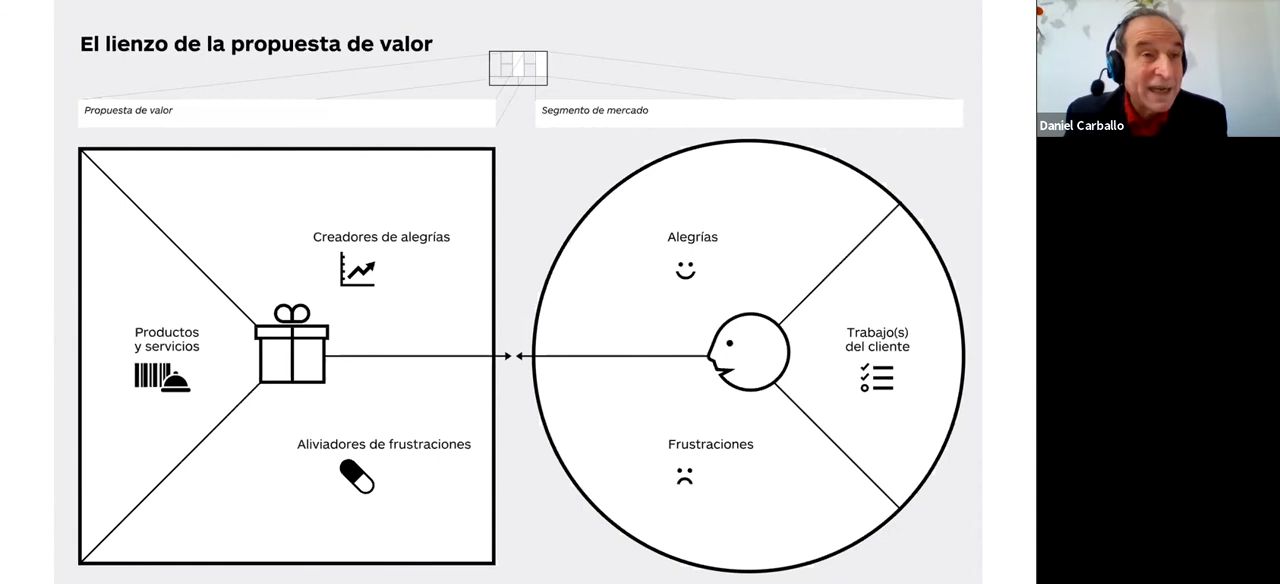 El lienzo de la propuesta de valor
Propuesta de valor
Segmento de mercado
Creadores de alegrías
Productos
y servicios
Aliviadores de frustraciones
Alegrías
Trabajo(s)
del cliente
Frustraciones
Daniel Carballo